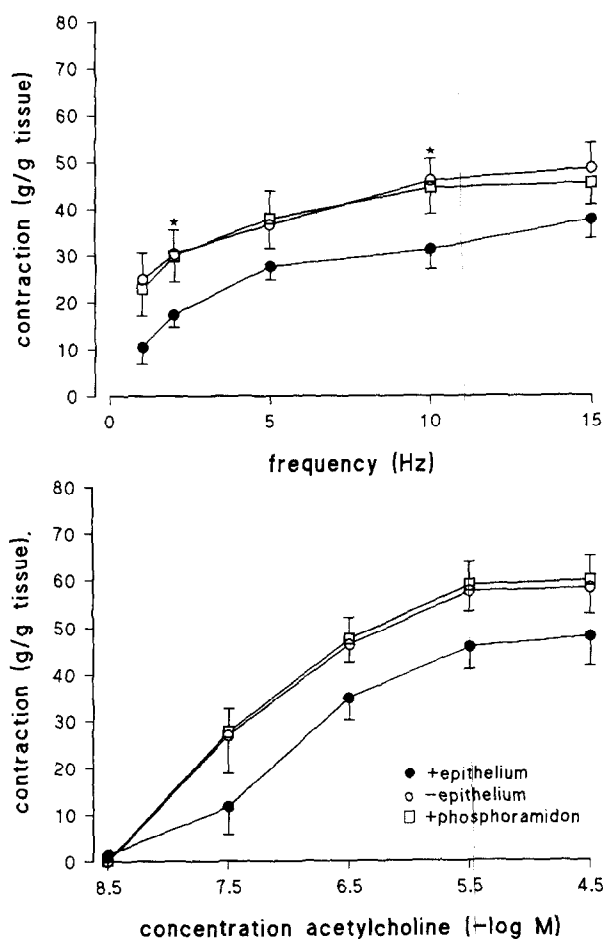 80
70
60
50
40
30
20
10
0
contraction (g/g tissue)
★
★
0 5 10 15
frequency (Hz)
80
70
60
50
40
30
20
10
0
contraction (g/g tissue).
● +epithelium
○ −epithelium
□ +phosphoramidon
8.5 7.5 6.5 5.5 4.5
concentration acetylcholine (−log M)